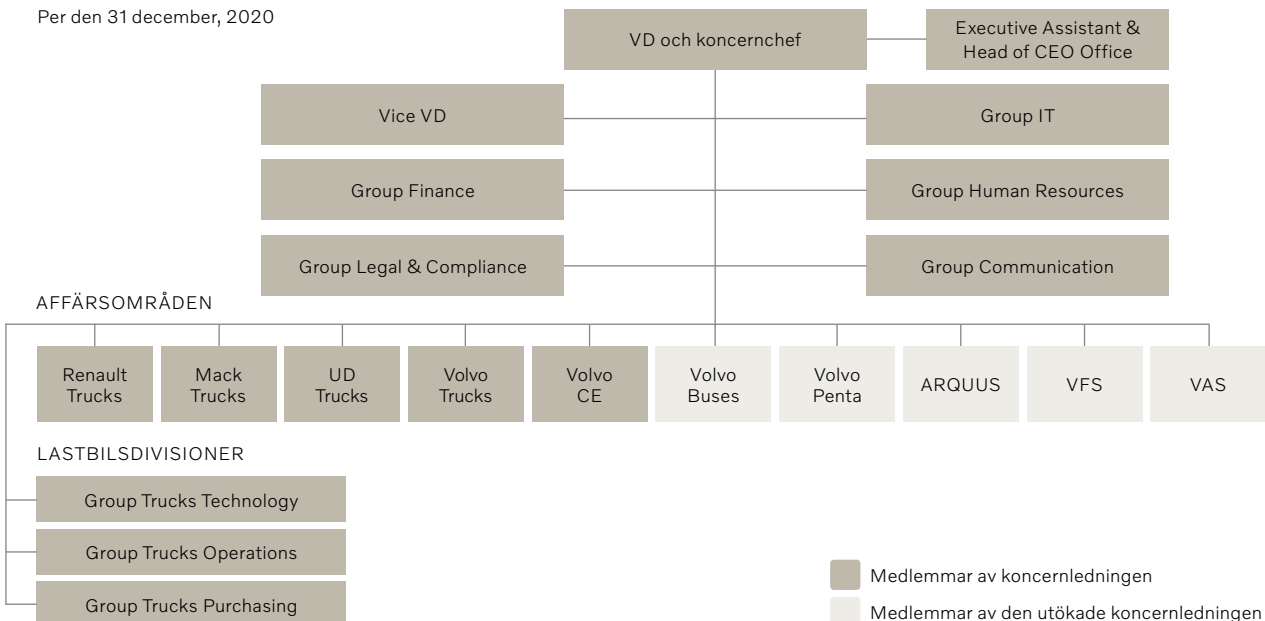 Per den 31 december, 2020
VD och koncernchef
Executive Assistant &
Head of CEO Office
Vice VD
Group IT
Group Finance
Group Human Resources
Group Legal & Compliance
Group Communication
AFFÄRSOMRÅDEN
Renault
Trucks
Mack
Trucks
UD
Trucks
Volvo
Trucks
Volvo
CE
Volvo
Buses
Volvo
Penta
ARQUUS
VFS
VAS
LASTBILSDIVISIONER
Group Trucks Technology
Group Trucks Operations
Group Trucks Purchasing
Medlemmar av koncernledningen
Medlemmar av den utökade koncernledningen